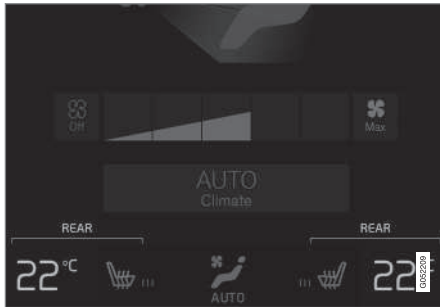 Off
Max
AUTO
Climate
REAR REAR
22°C AUTO 22°
G052209